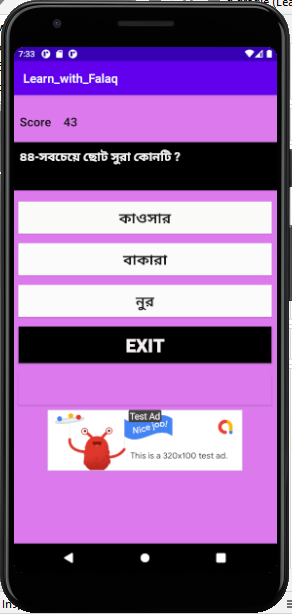 7:33
Learn_with_Falaq
Score 43
৪৪-সবচেয়ে ছোট সুরা কোনটি ?
কাওসার
বাকারা
নুর
EXIT
Test Ad
Nice job!
This is a 320x100 test ad.